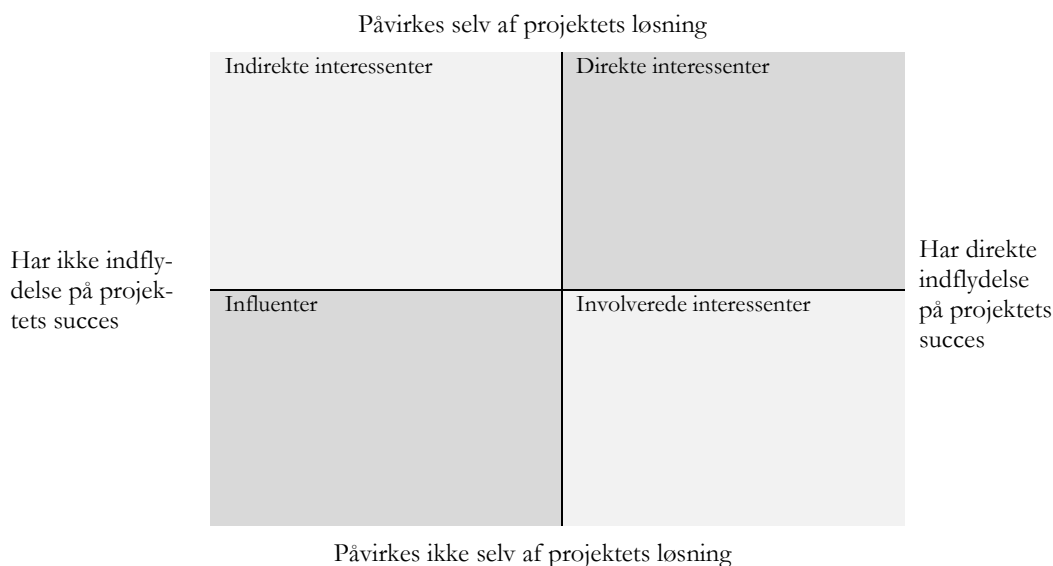 Påvirkes selv af projektets løsning
Indirekte interessenter
Direkte interessenter
Har ikke indfly-
delse på projek-
tets succes
Har direkte
indflydelse
på projektets
succes
Influenter
Involverede interessenter
Påvirkes ikke selv af projektets løsning